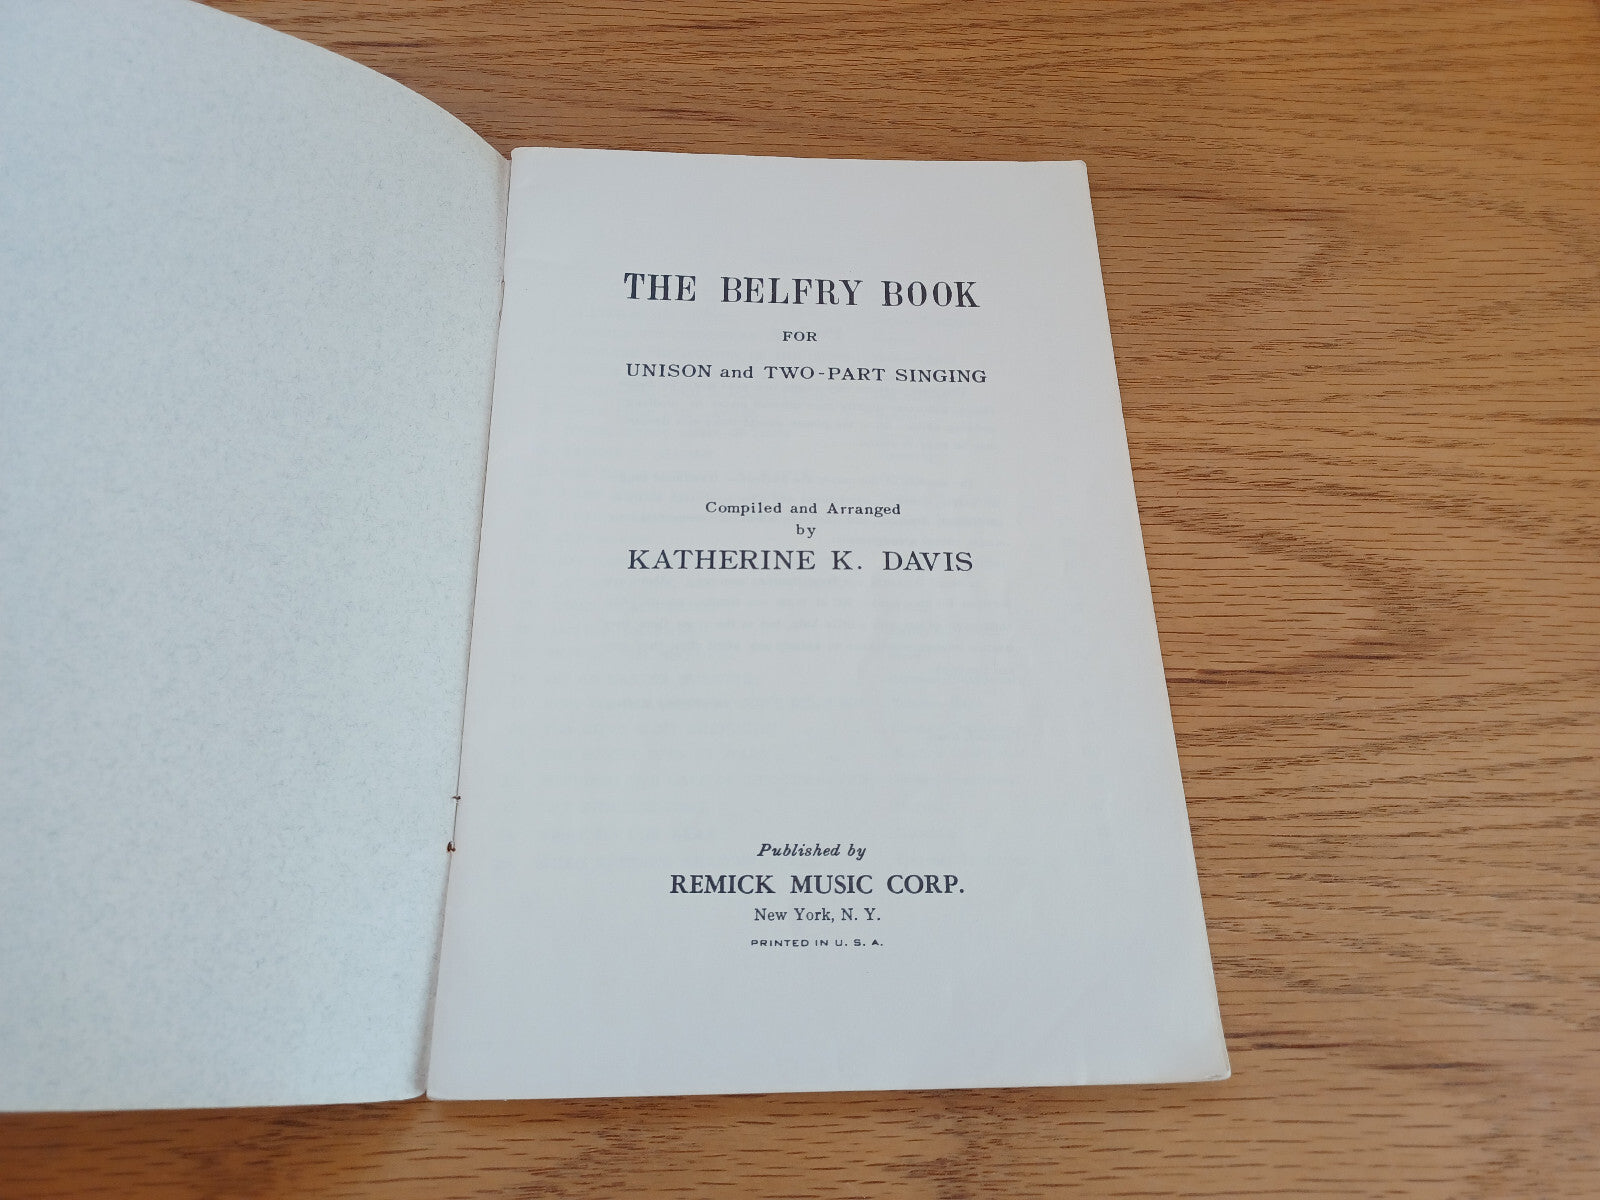 THE BELFRY BOOK
FOR
UNISON and TWO-PART SINGING
Compiled and Arranged
by
KATHERINE K. DAVIS
Published by
REMICK MUSIC CORP.
New York, N. Y.
PRINTED IN U. S. A.